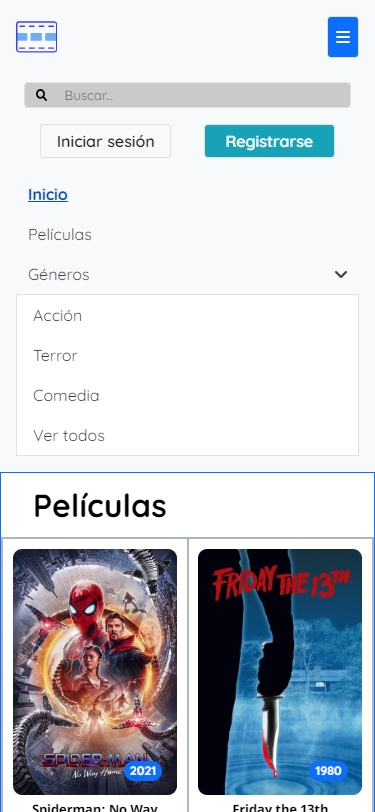 Buscar...
Iniciar sesión
Registrarse
Inicio
Películas
Géneros
Acción
Terror
Comedia
Ver todos
Películas
FRIDAY THE 13TH
SPIDER-MAN
No Way Home
2021
1980
Spiderman: No Way
Friday the 13th